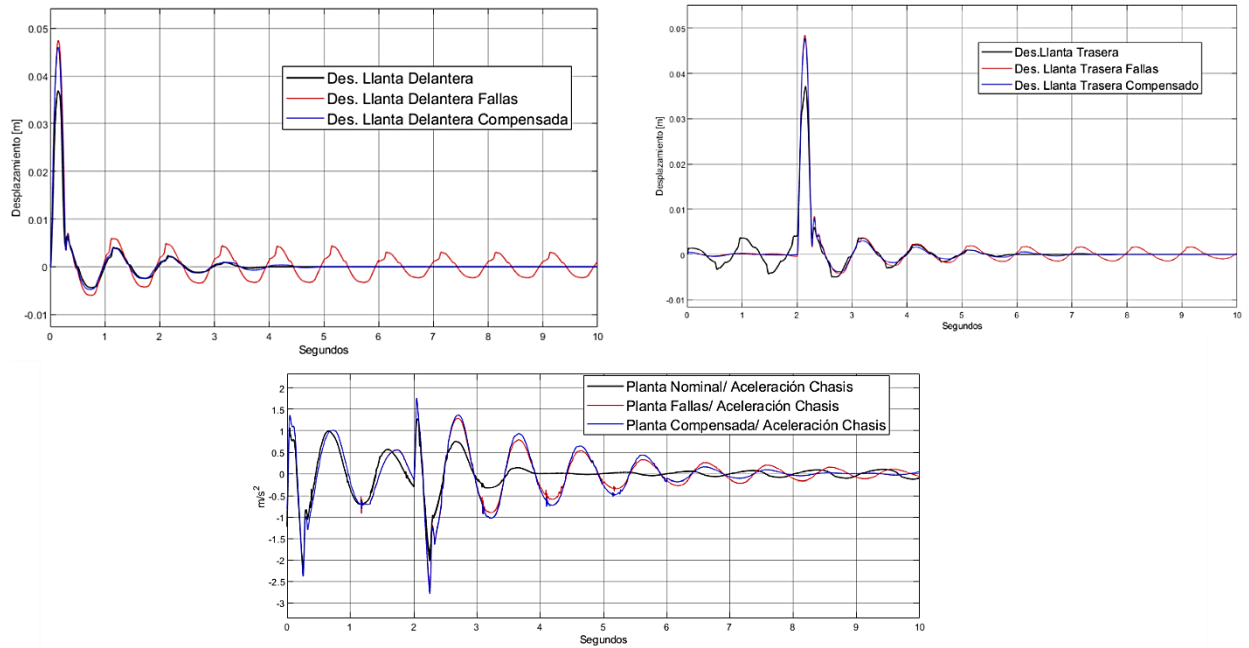 0.05
0.04
0.03
0.02
0.01
0
-0.01
Desplazamiento [m]
Des. Llanta Delantera
Des. Llanta Delantera Fallas
Des. Llanta Delantera Compensada
0 1 2 3 4 5 6 7 8 9 10
Segundos
0.05
0.04
0.03
0.02
0.01
0
-0.01
Desplazamiento [m]
Des.Llanta Trasera
Des. Llanta Trasera Fallas
Des. Llanta Trasera Compensado
0 1 2 3 4 5 6 7 8 9 10
Segundos
2
1.5
1
0.5
0
-0.5
-1
-1.5
-2
-2.5
-3
m/s²
Planta Nominal/ Aceleración Chasis
Planta Fallas/ Aceleración Chasis
Planta Compensada/ Aceleración Chasis
0 1 2 3 4 5 6 7 8 9 10
Segundos